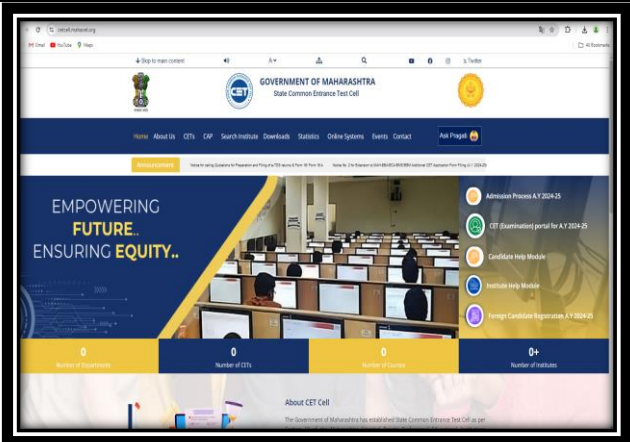 cetcell.mahacet.org
Gmail YouTube Maps
All Bookmarks
Skip to main content
A
Twitter
CET
GOVERNMENT OF MAHARASHTRA
State Common Entrance Test Cell
Home About Us CETs CAP Search Institute Downloads Statistics Online Systems Events Contact
Ask Pragati
Announcement
EMPOWERING
FUTURE..
ENSURING EQUITY..
Admission Process A.Y 2024-25
CET (Examination) portal for A.Y 2024-25
Candidate Help Module
Institute Help Module
Foreign Candidate Registration A.Y 2024-25
0
Number of Departments
0
Number of CETs
0
Number of Courses
0+
Number of Institutes
About CET Cell
The Government of Maharashtra has established State Common Entrance Test Cell as per